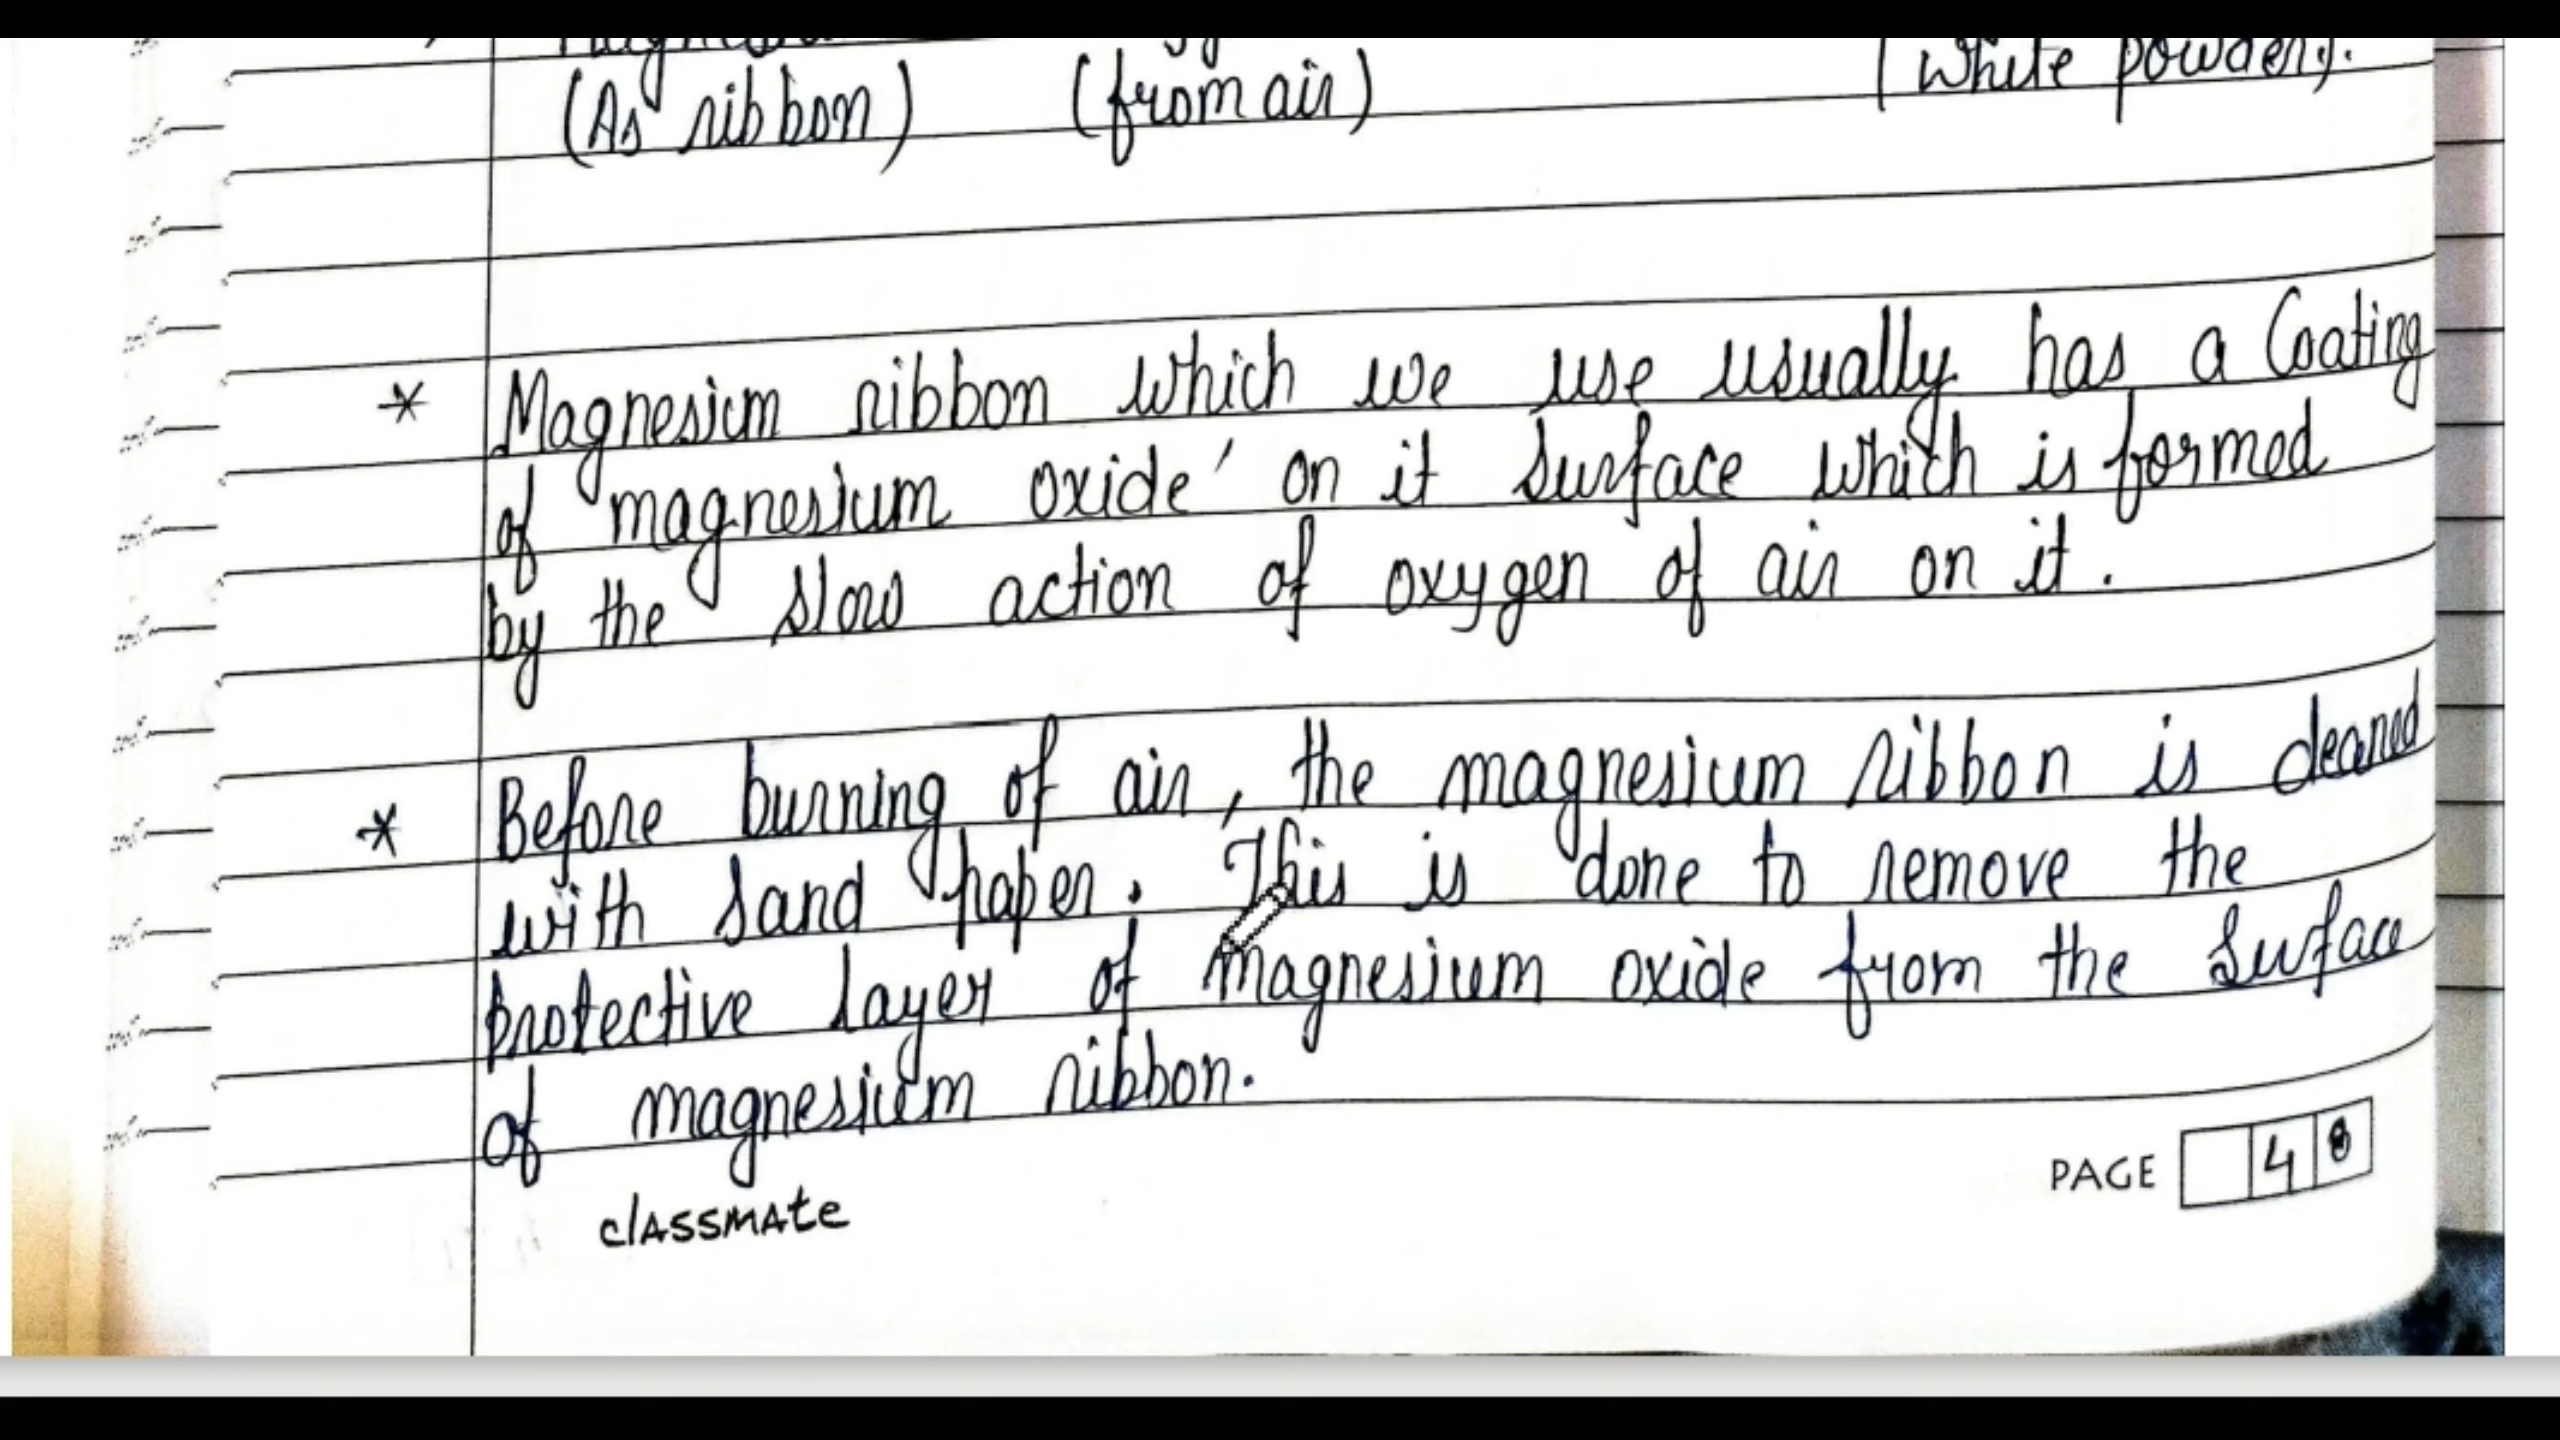 (As ribbon) (from air) (White powder).
* Magnesium ribbon which we use usually has a Coating
of 'magnesium oxide' on it surface which is formed
by the slow action of oxygen of air on it.
* Before burning of air, the magnesium ribbon is cleaned
with sand paper. This is done to remove the
protective layer of magnesium oxide from the surface
of magnesium ribbon.
classmate
PAGE 48